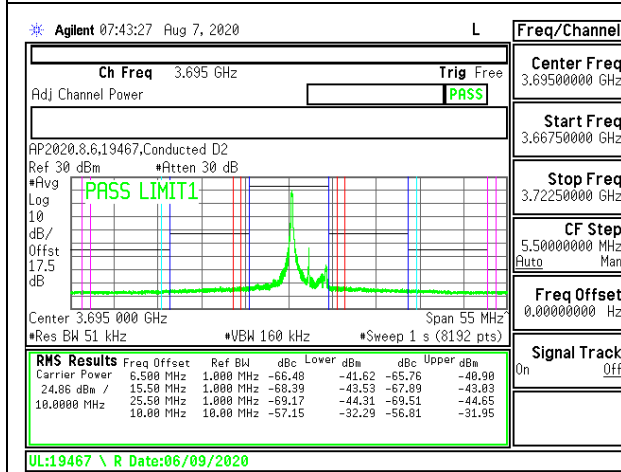 Agilent 07:43:27 Aug 7, 2020 L
Freq/Channel
Ch Freq 3.695 GHz Trig Free
Adj Channel Power PASS
Center Freq
3.69500000 GHz
Start Freq
3.66750000 GHz
Stop Freq
3.72250000 GHz
CF Step
5.50000000 MHz
Auto Man
Freq Offset
0.00000000 Hz
Signal Track
On Off
AP2020.8.6,19467,Conducted D2
Ref 30 dBm #Atten 30 dB
#Avg
Log
10
dB/
Offst
17.5
dB
PASS LIMIT1
Center 3.695 000 GHz Span 55 MHz
#Res BW 51 kHz #VBW 160 kHz #Sweep 1 s (8192 pts)
RMS Results Freq Offset Ref BW dBc Lower dBm dBc Upper dBm
Carrier Power 6.500 MHz 1.000 MHz -66.48 -41.62 -65.76 -40.90
24.86 dBm / 15.50 MHz 1.000 MHz -68.39 -43.53 -67.89 -43.03
10.0000 MHz 25.50 MHz 1.000 MHz -69.17 -44.31 -69.51 -44.65
10.00 MHz 10.00 MHz -57.15 -32.29 -56.81 -31.95
UL:19467 \ R Date:06/09/2020